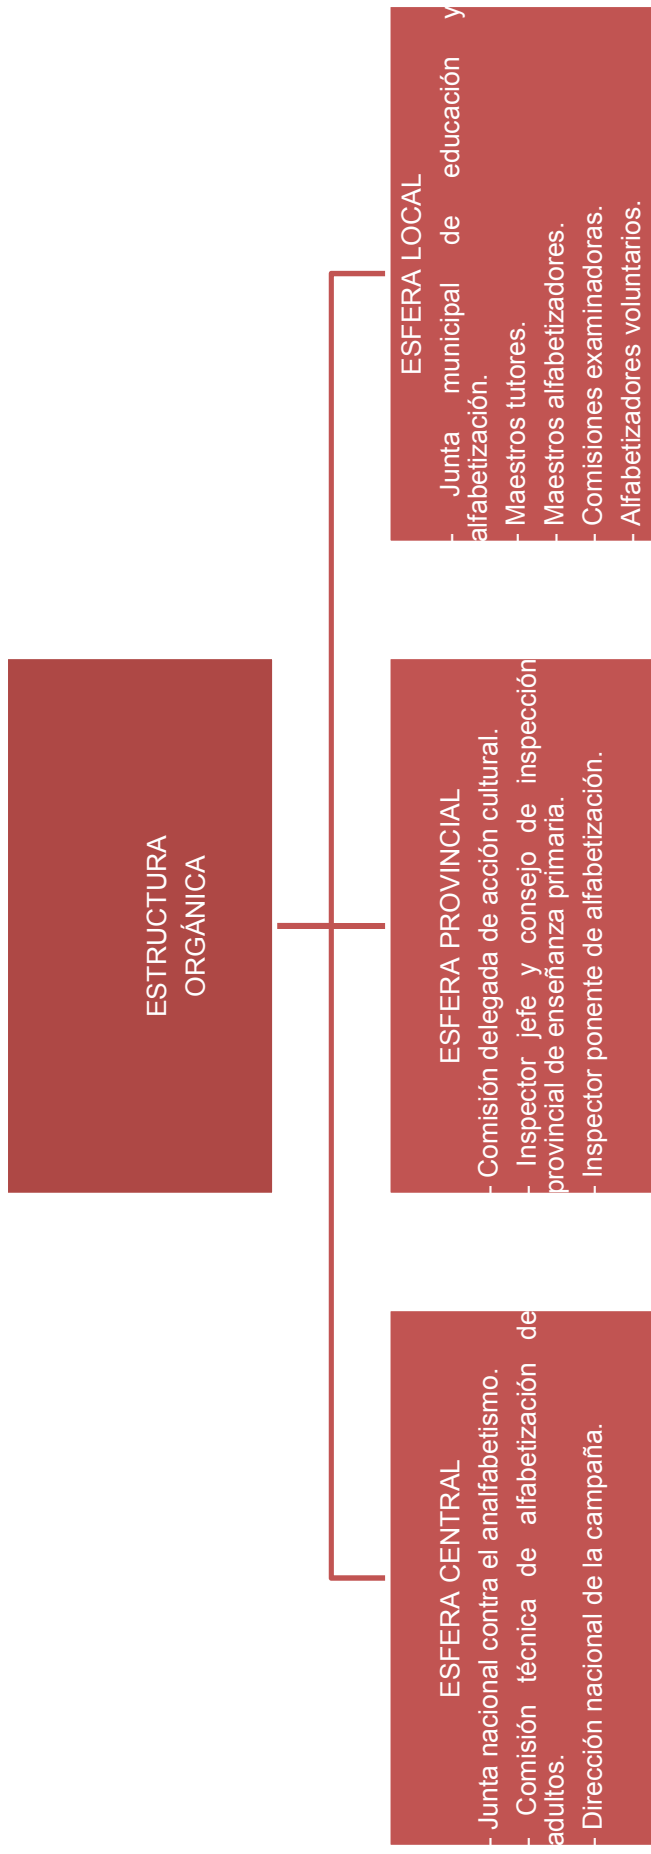 ESTRUCTURA
ORGÁNICA
ESFERA CENTRAL
- Junta nacional contra el analfabetismo.
- Comisión técnica de alfabetización de
adultos.
- Dirección nacional de la campaña.
ESFERA PROVINCIAL
- Comisión delegada de acción cultural.
- Inspector jefe y consejo de inspección
provincial de enseñanza primaria.
- Inspector ponente de alfabetización.
ESFERA LOCAL
- Junta municipal de educación y
alfabetización.
- Maestros tutores.
- Maestros alfabetizadores.
- Comisiones examinadoras.
- Alfabetizadores voluntarios.